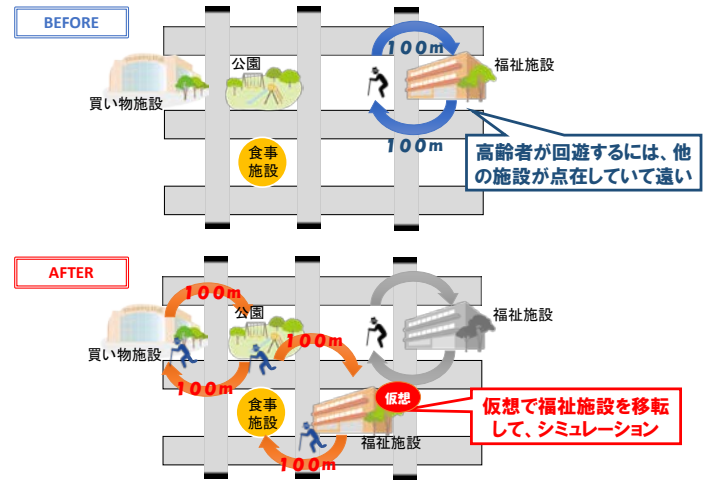 BEFORE
100m
公園
福祉施設
買い物施設
100m
食事
施設
高齢者が回遊するには、他
の施設が点在していて遠い
AFTER
100m
公園
福祉施設
100m
買い物施設
100m
仮想
食事
施設
仮想で福祉施設を移転
して、シミュレーション
福祉施設
100m